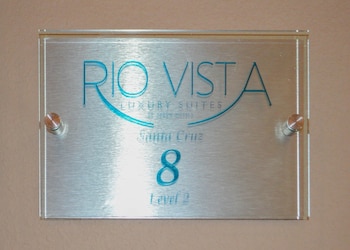 RIO VISTA
LUXURY SUITES
Santa Cruz
8
Level 2